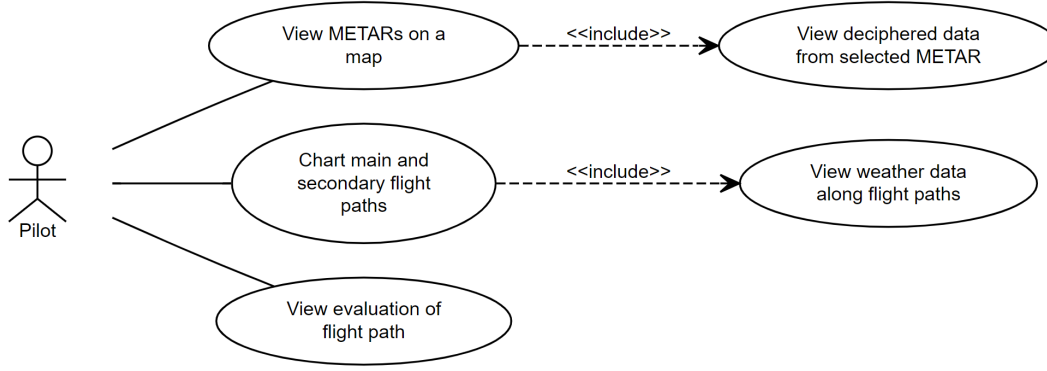 View METARs on a
map
<<include>>
View deciphered data
from selected METAR
Pilot
Chart main and
secondary flight
paths
<<include>>
View weather data
along flight paths
View evaluation of
flight path